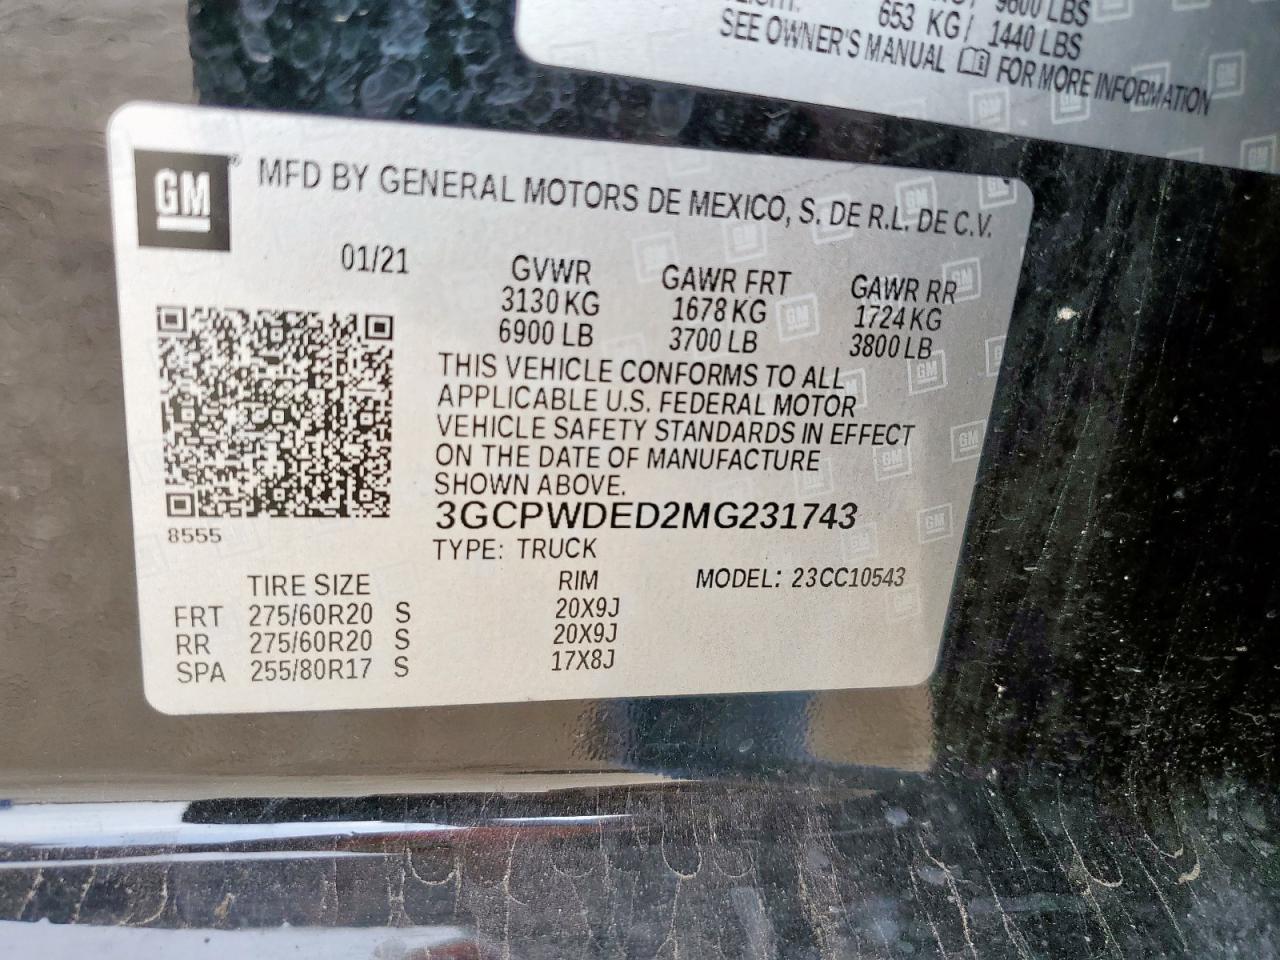 9600 LBS
653 KG / 1440 LBS
SEE OWNER'S MANUAL FOR MORE INFORMATION
GM® MFD BY GENERAL MOTORS DE MEXICO, S. DE R.L. DE C.V.
01/21
GVWR GAWR FRT GAWR RR
3130 KG 1678 KG 1724 KG
6900 LB 3700 LB 3800 LB
THIS VEHICLE CONFORMS TO ALL
APPLICABLE U.S. FEDERAL MOTOR
VEHICLE SAFETY STANDARDS IN EFFECT
ON THE DATE OF MANUFACTURE
SHOWN ABOVE.
3GCPWDED2MG231743
8555
TYPE: TRUCK
TIRE SIZE RIM MODEL: 23CC10543
FRT 275/60R20 S 20X9J
RR 275/60R20 S 20X9J
SPA 255/80R17 S 17X8J